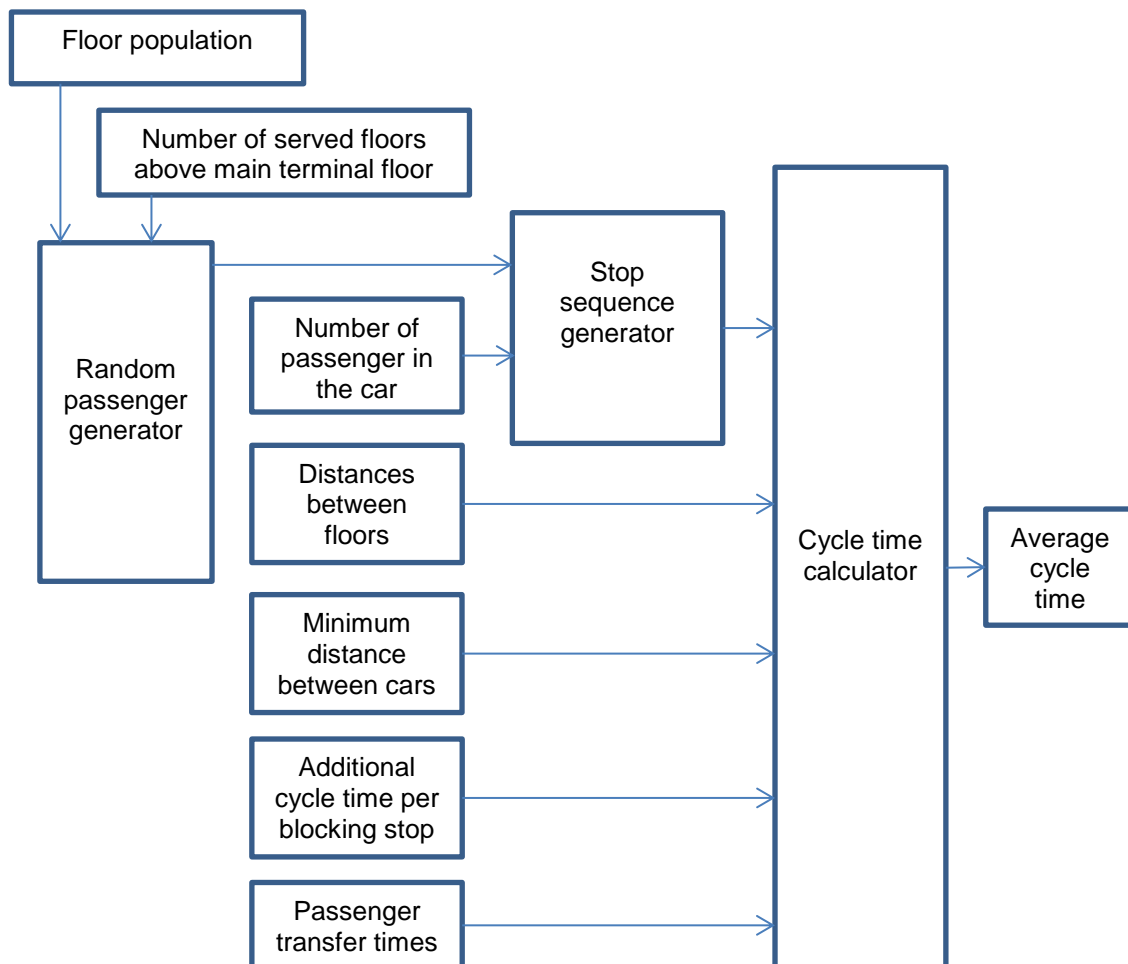 Floor population
Number of served floors
above main terminal floor
Random
passenger
generator
Number of
passenger in
the car
Stop
sequence
generator
Distances
between
floors
Minimum
distance
between cars
Additional
cycle time per
blocking stop
Passenger
transfer times
Cycle time
calculator
Average
cycle
time